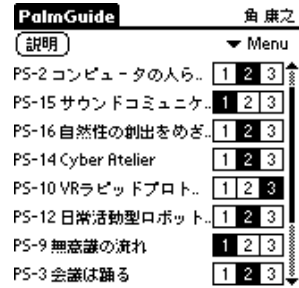 PalmGuide 角 康之
説明 ▼ Menu
PS-2 コンピュータの人ら.. 1 2 3
PS-15 サウンドコミュニケ.. 1 2 3
PS-16 自然性の創出をめざ.. 1 2 3
PS-14 Cyber Atelier 1 2 3
PS-10 VRラピッドプロト.. 1 2 3
PS-12 日常活動型ロボット.. 1 2 3
PS-9 無意識の流れ 1 2 3
PS-3 会議は踊る 1 2 3